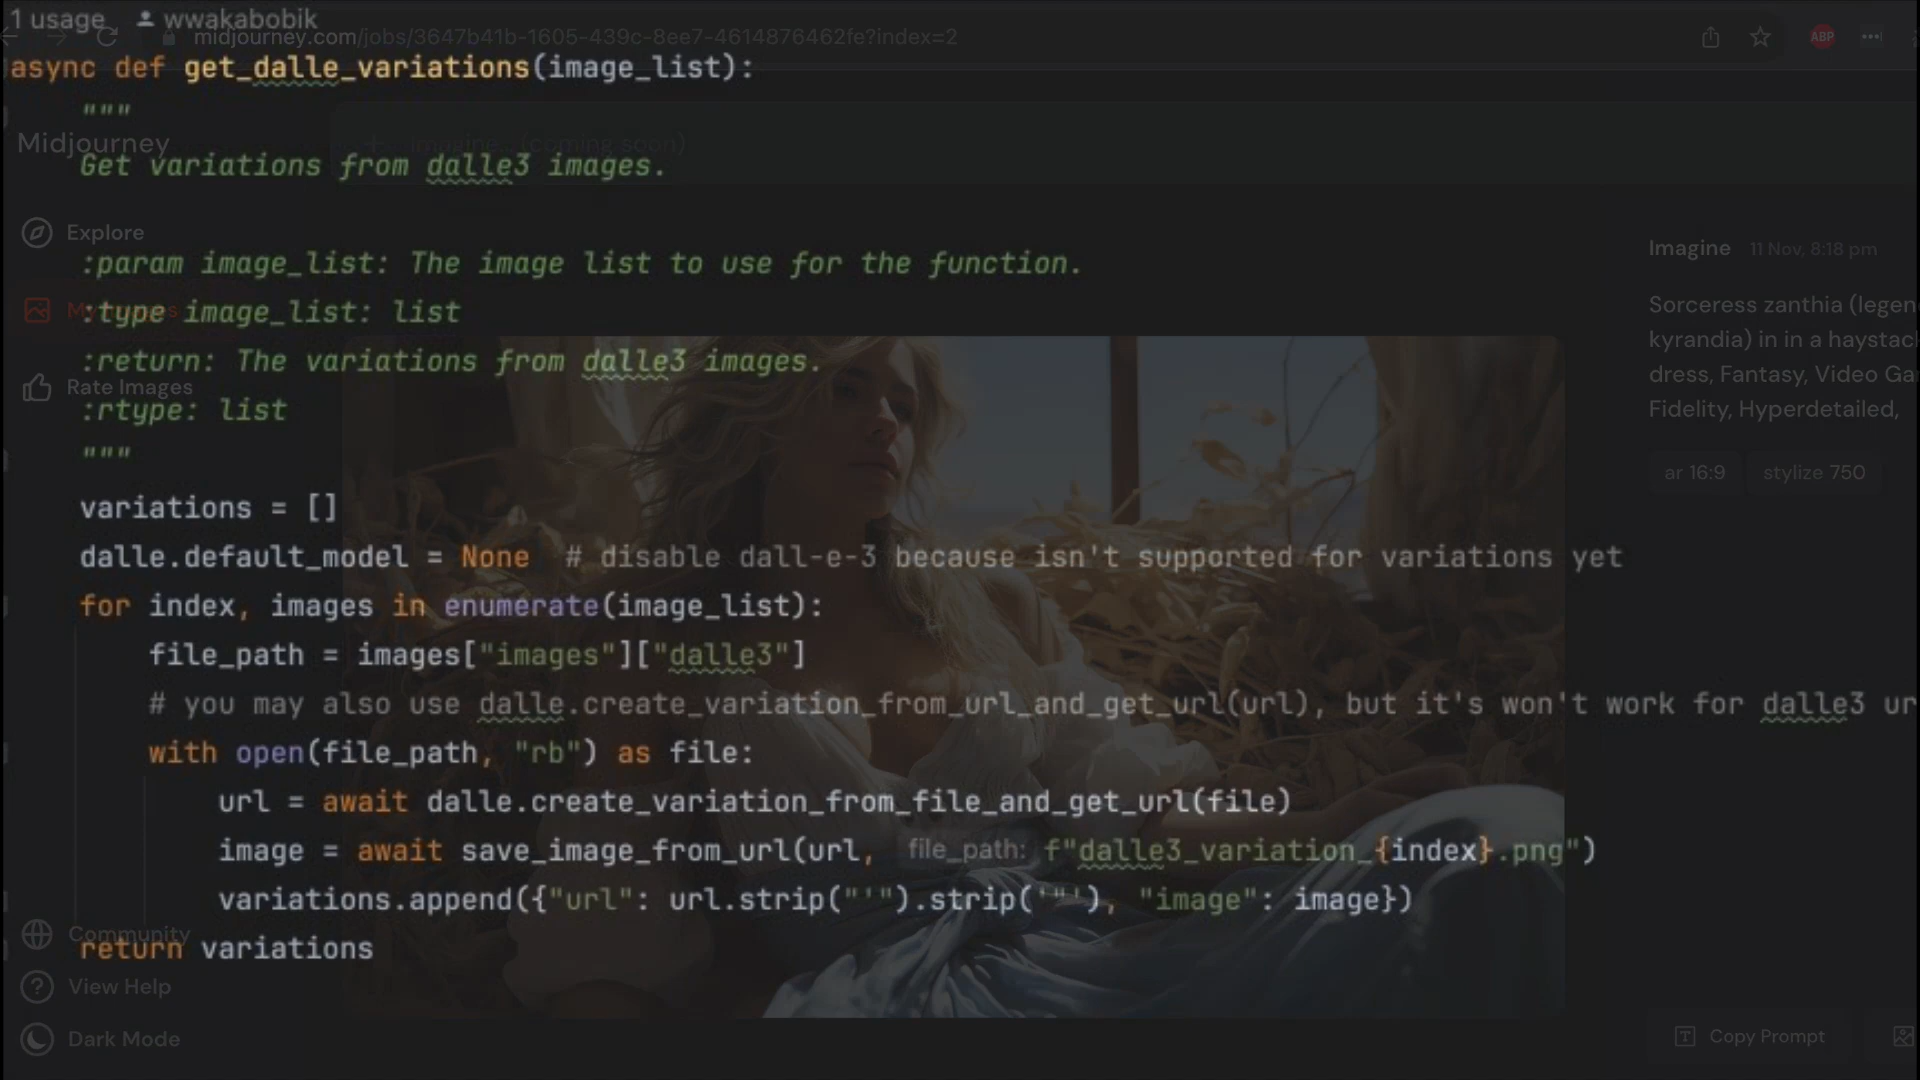 1 usage wwakabobik
midjourney.com/jobs/3647b41b-1605-439c-8ee7-4614876462fe?index=2
ABP
async def get_dalle_variations(image_list):
"""
Midjourney
Imagine... (coming soon)
Get variations from dalle3 images.
Explore
Imagine 11 Nov, 8:18 pm
:param image_list: The image list to use for the function.
Sorceress zanthia (legen
My Images
:type image_list: list
kyrandia) in in a haystac
:return: The variations from dalle3 images.
dress, Fantasy, Video Ga
Rate Images
:rtype: list
Fidelity, Hyperdetailed,
"""
ar 16:9 stylize 750
variations = []
dalle.default_model = None # disable dall-e-3 because isn't supported for variations yet
for index, images in enumerate(image_list):
file_path = images["images"]["dalle3"]
# you may also use dalle.create_variation_from_url_and_get_url(url), but it's won't work for dalle3 ur
with open(file_path, "rb") as file:
url = await dalle.create_variation_from_file_and_get_url(file)
image = await save_image_from_url(url, file_path: f"dalle3_variation_{index}.png")
variations.append({"url": url.strip("'").strip('"'), "image": image})
Community
return variations
View Help
Dark Mode
Copy Prompt